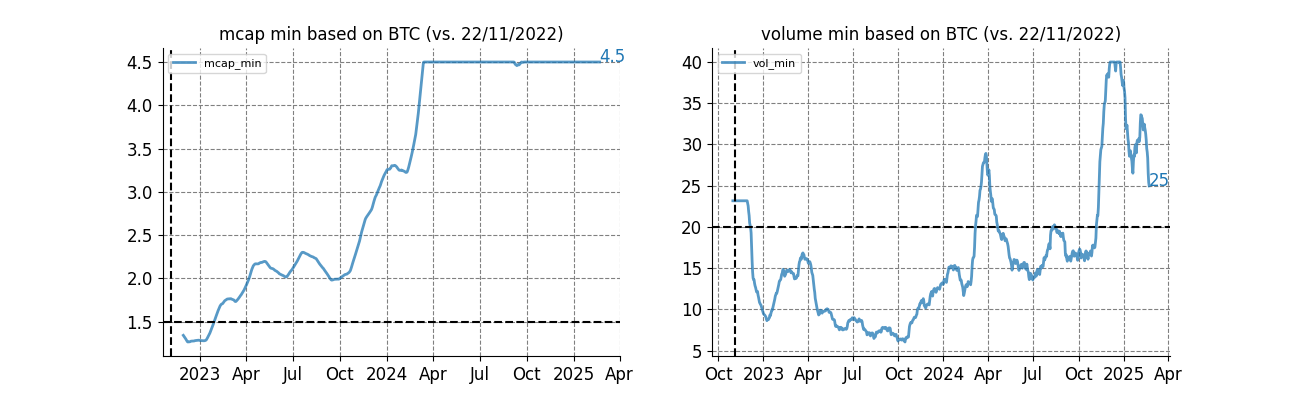 mcap min based on BTC (vs. 22/11/2022)
mcap_min
4.5
4.5
4.0
3.5
3.0
2.5
2.0
1.5
2023 Apr Jul Oct 2024 Apr Jul Oct 2025 Apr
volume min based on BTC (vs. 22/11/2022)
vol_min
40
35
30
25
25
20
15
10
5
Oct 2023 Apr Jul Oct 2024 Apr Jul Oct 2025 Apr